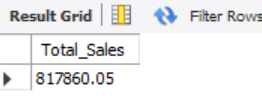 Result Grid Filter Rows
Total_Sales
817860.05